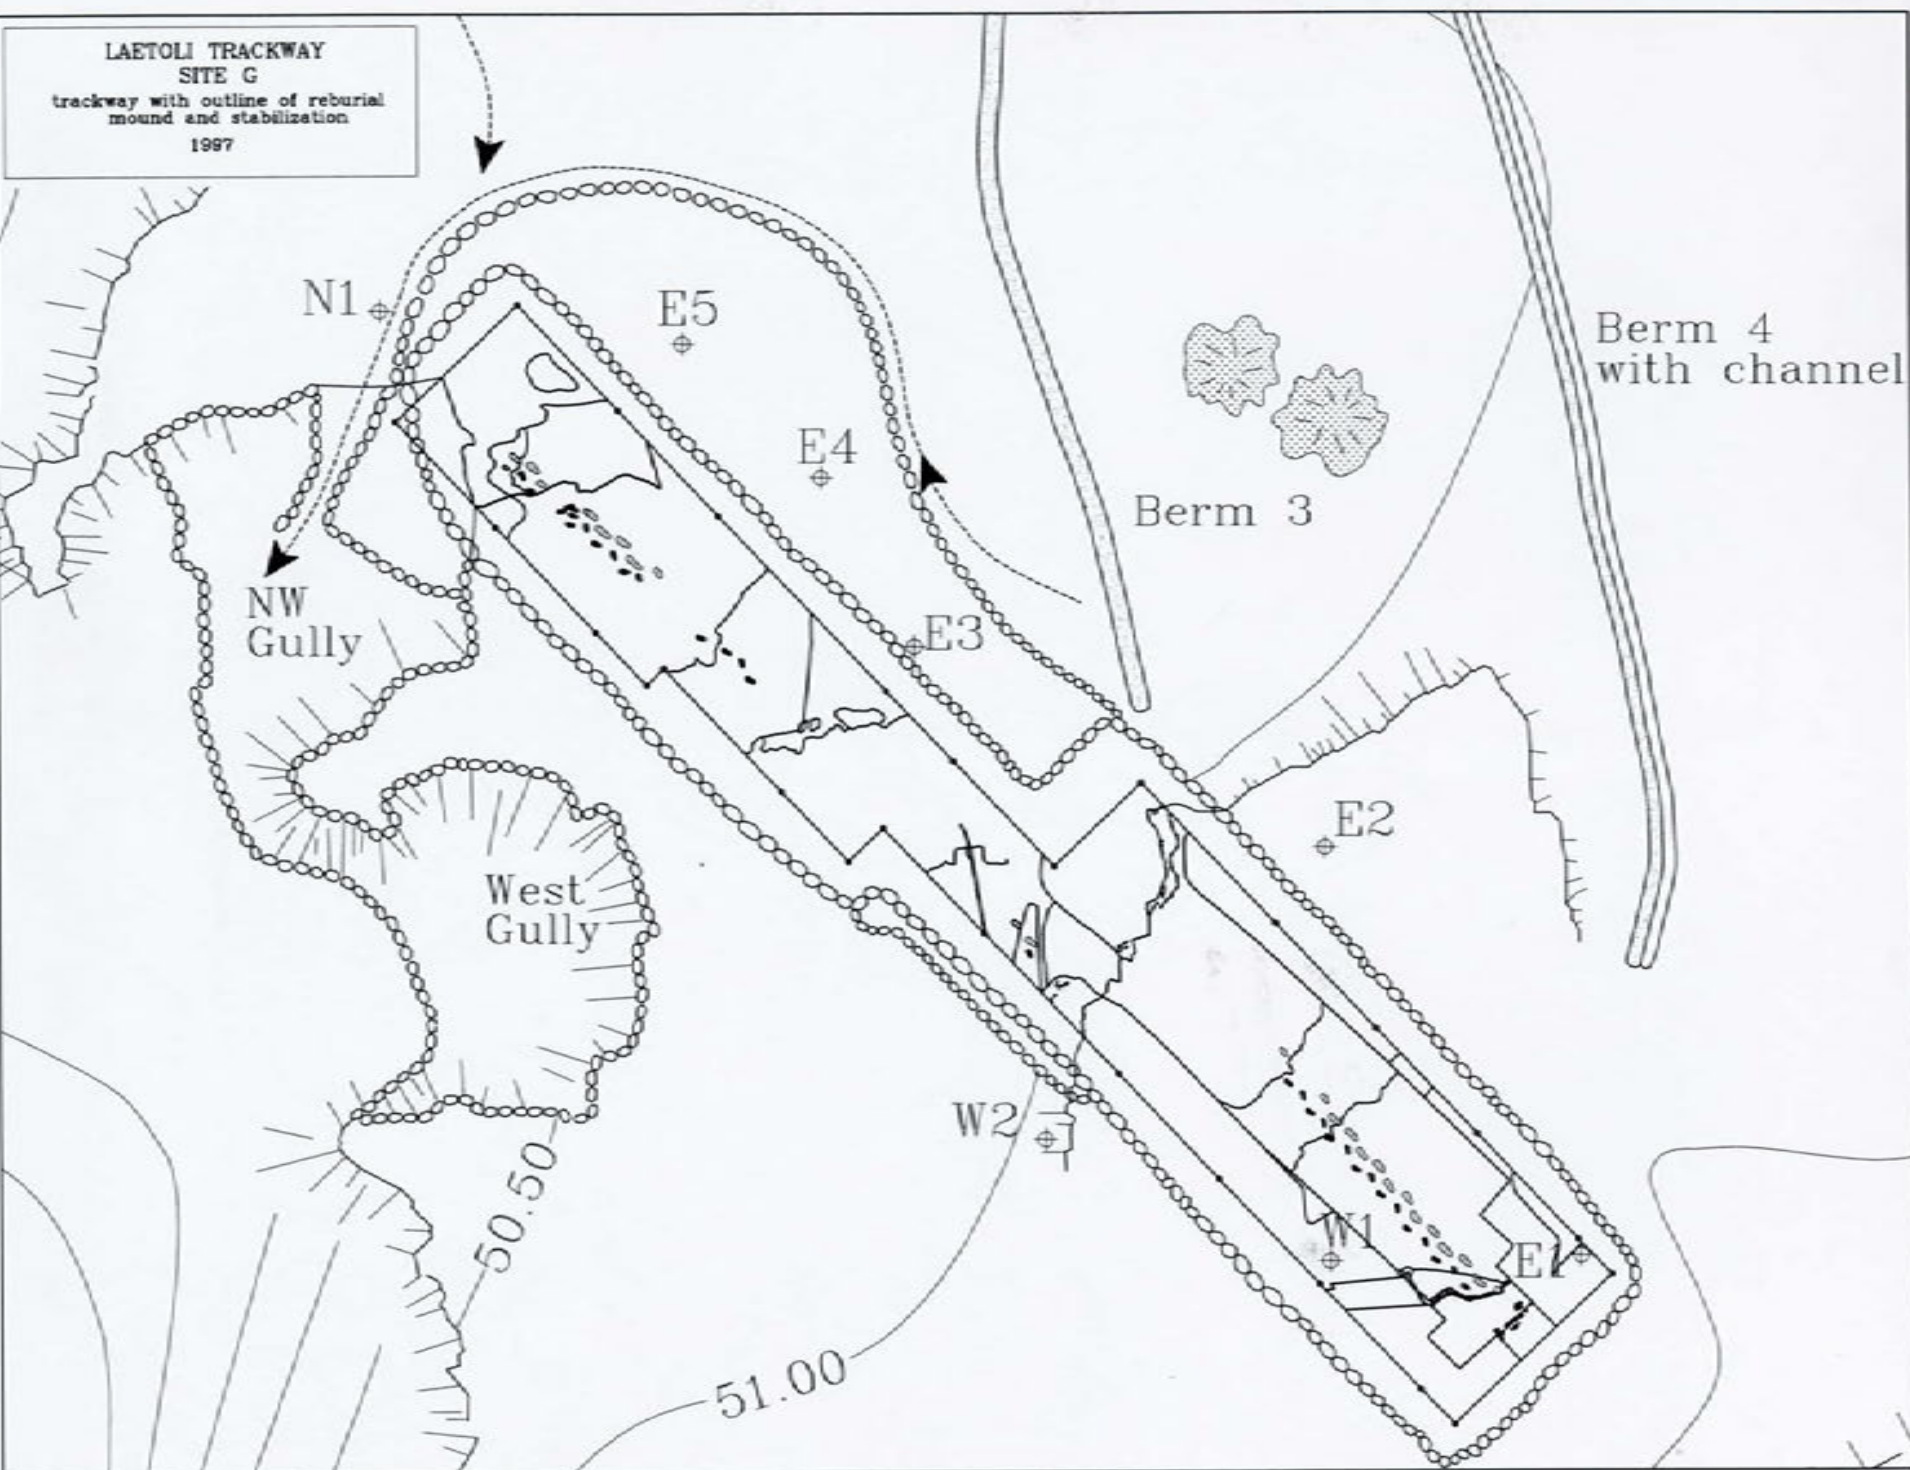 LAETOLI TRACKWAY
SITE G
trackway with outline of reburial
mound and stabilization
1997
N1
E5
Berm 4
with channel
E4
Berm 3
NW
Gully
E3
E2
West
Gully
W2
50.50
W1
E1
51.00